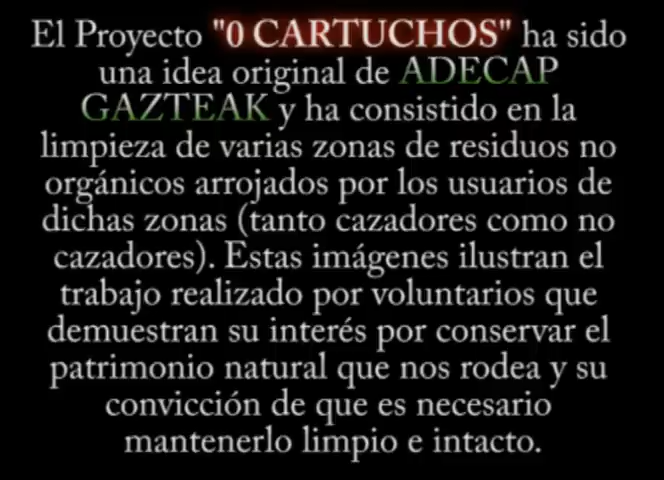 El Proyecto "0 CARTUCHOS" ha sido
una idea original de ADECAP
GAZTEAK y ha consistido en la
limpieza de varias zonas de residuos no
orgánicos arrojados por los usuarios de
dichas zonas (tanto cazadores como no
cazadores). Estas imágenes ilustran el
trabajo realizado por voluntarios que
demuestran su interés por conservar el
patrimonio natural que nos rodea y su
convicción de que es necesario
mantenerlo limpio e intacto.